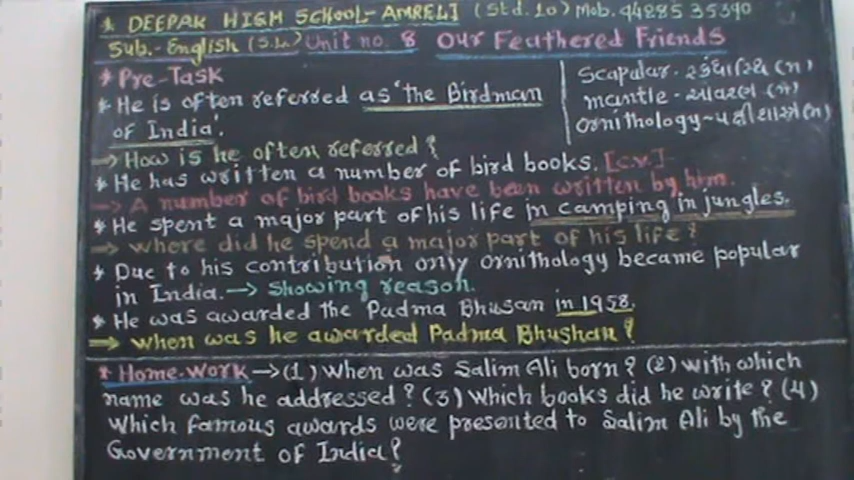 * DEEPAK HIGH SCHOOL-AMRELI (Std.10) Mob. 94285 35390
Sub.-English (S.L.) Unit no. 8 Our Feathered Friends
* Pre-Task
* He is often referred as 'the Birdman
of India'.
Scapular - સ્કંધાસ્થિ (n)
mantle - આવરણ (n)
ornithology - પક્ષીશાસ્ત્ર (n)
→ How is he often referred?
* He has written a number of bird books. [c.v.]-
→ A number of bird books have been written by him.
* He spent a major part of his life in camping in jungles.
→ Where did he spend a major part of his life?
* Due to his contribution only ornithology became popular
in India. → Showing reason.
* He was awarded the Padma Bhusan in 1958.
→ When was he awarded Padma Bhushan?
* Home-Work → (1) When was Salim Ali born? (2) with which
name was he addressed? (3) Which books did he write? (4)
Which famous awards were presented to Salim Ali by the
Government of India?